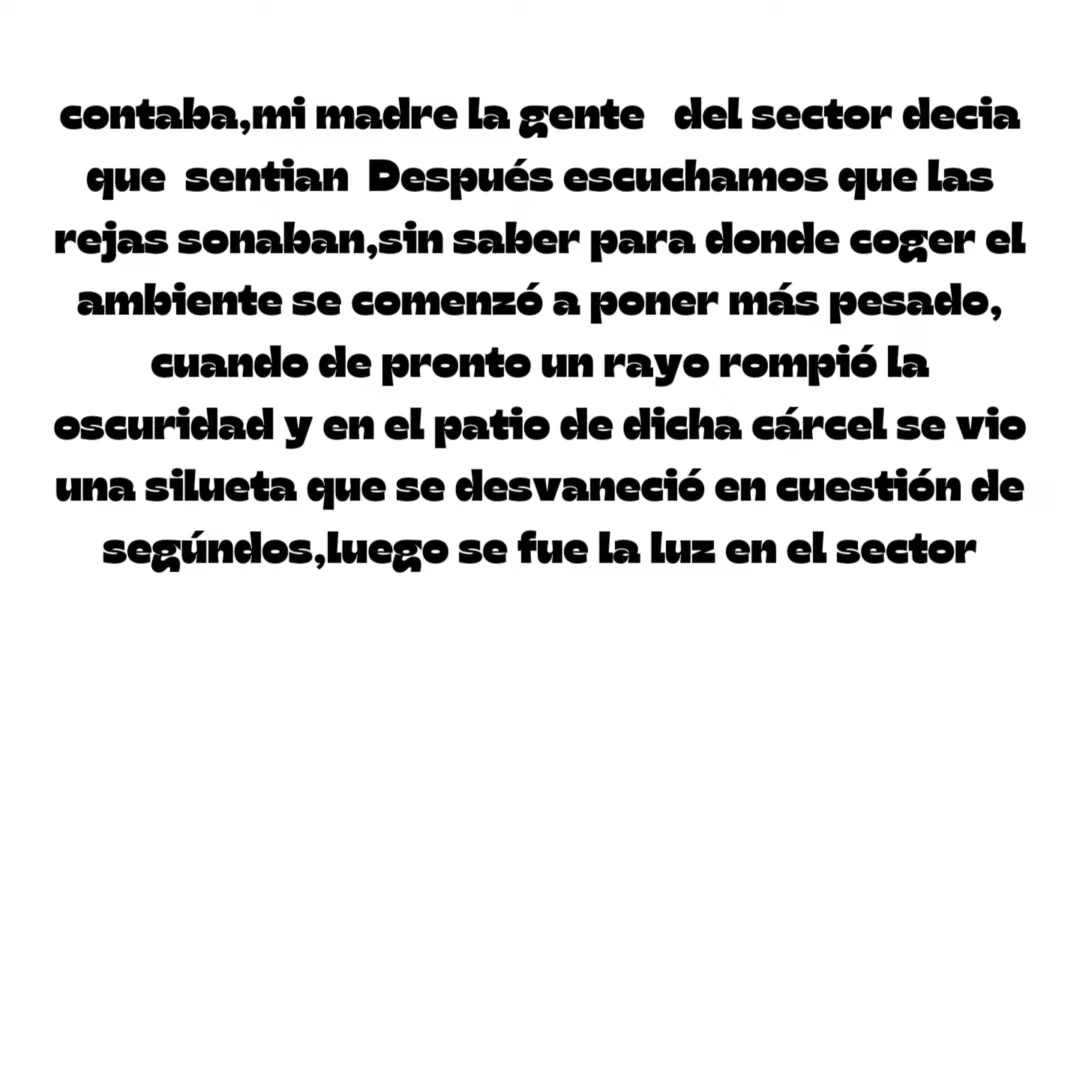 contaba,mi madre la gente   del sector decia
que  sentian  Después escuchamos que las
rejas sonaban,sin saber para donde coger el
ambiente se comenzó a poner más pesado,
cuando de pronto un rayo rompió la
oscuridad y en el patio de dicha cárcel se vio
una silueta que se desvaneció en cuestión de
segúndos,luego se fue la luz en el sector